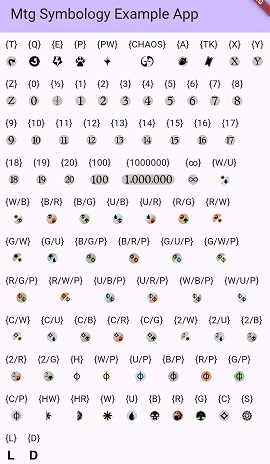 Mtg Symbology Example App
{T} {Q} {E} {P} {PW} {CHAOS} {A} {TK} {X} {Y}
X Y
{Z} {0} {½} {1} {2} {3} {4} {5} {6} {7} {8}
Z 0 1 2 3 4 5 6 7 8
{9} {10} {11} {12} {13} {14} {15} {16} {17}
9 10 11 12 13 14 15 16 17
{18} {19} {20} {100} {1000000} {∞} {W/U}
18 19 20 100 1.000.000 ∞
{W/B} {B/R} {B/G} {U/B} {U/R} {R/G} {R/W}
{G/W} {G/U} {B/G/P} {B/R/P} {G/U/P} {G/W/P}
{R/G/P} {R/W/P} {U/B/P} {U/R/P} {W/B/P} {W/U/P}
{C/W} {C/U} {C/B} {C/R} {C/G} {2/W} {2/U} {2/B}
{2/R} {2/G} {H} {W/P} {U/P} {B/P} {R/P} {G/P}
{C/P} {HW} {HR} {W} {U} {B} {R} {G} {C} {S}
{L} {D}
L D